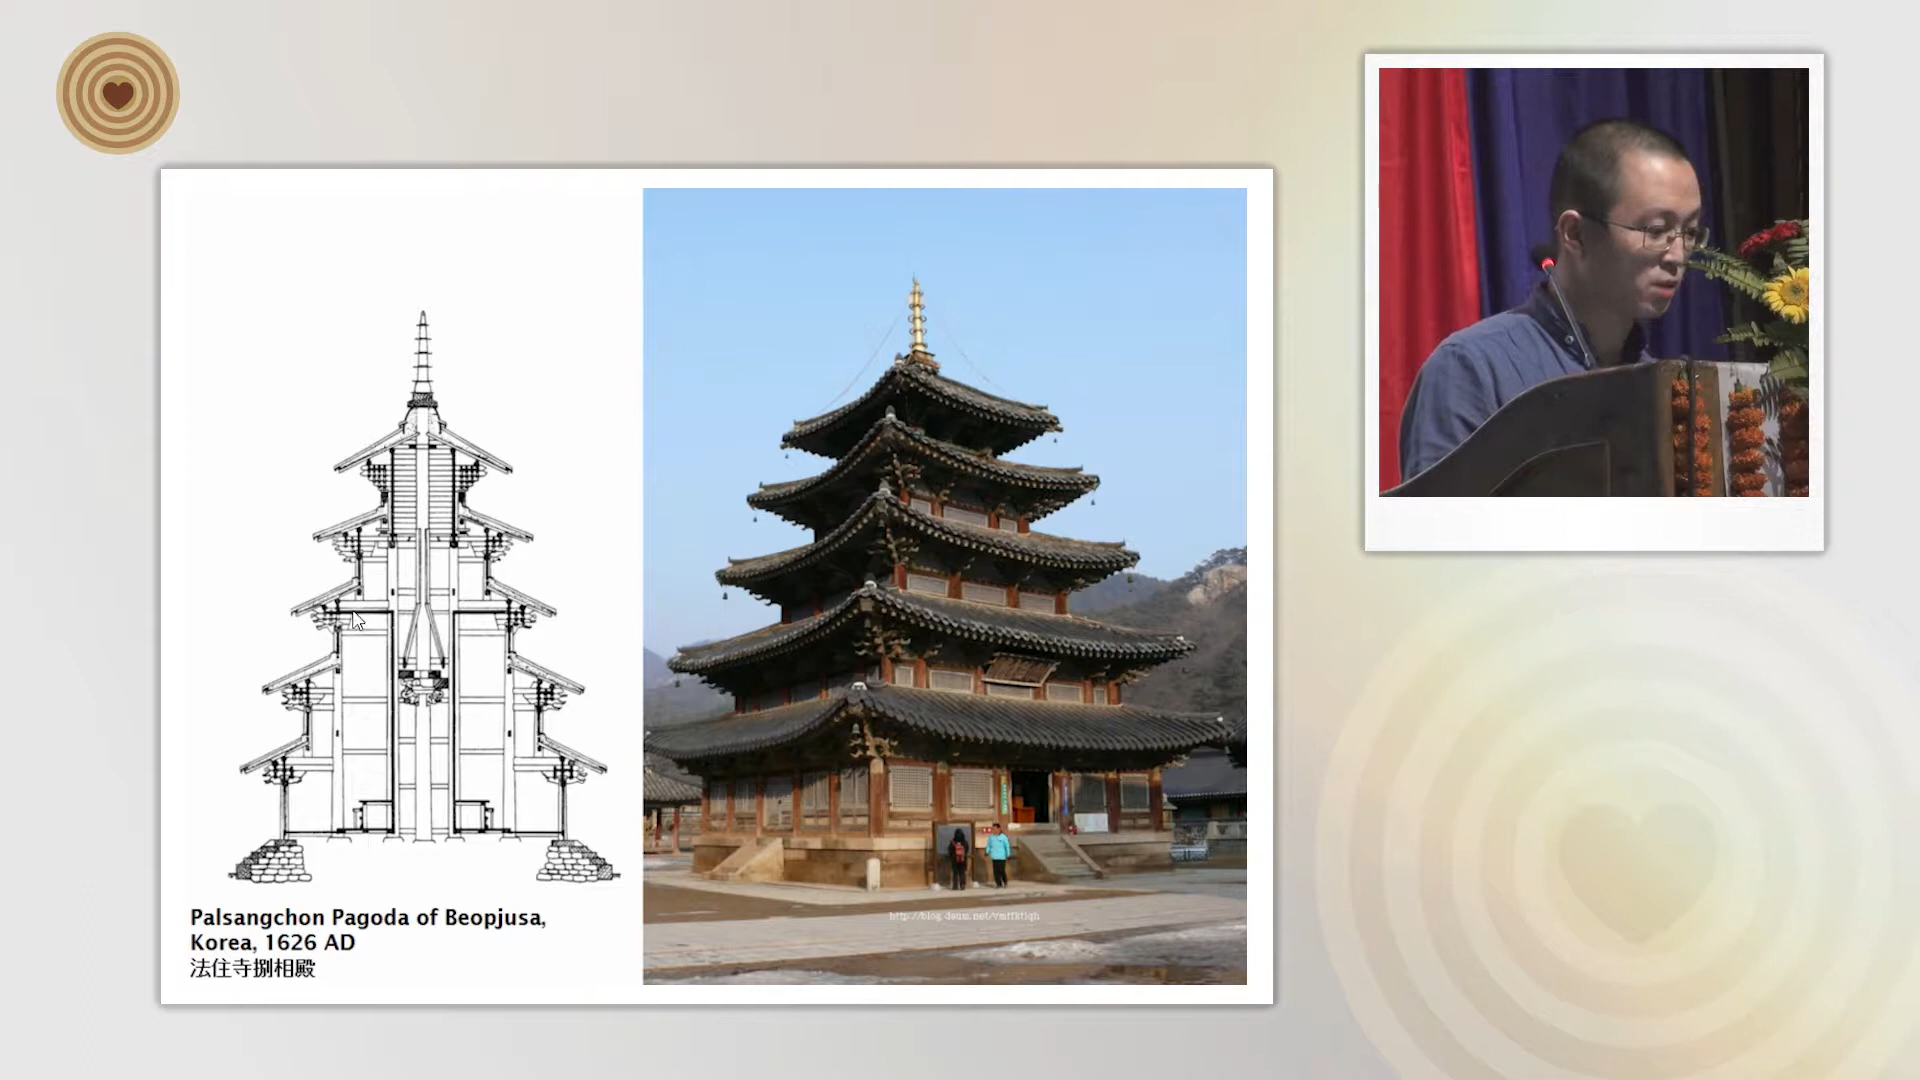 Palsangchon Pagoda of Beopjusa,
Korea, 1626 AD
法住寺捌相殿